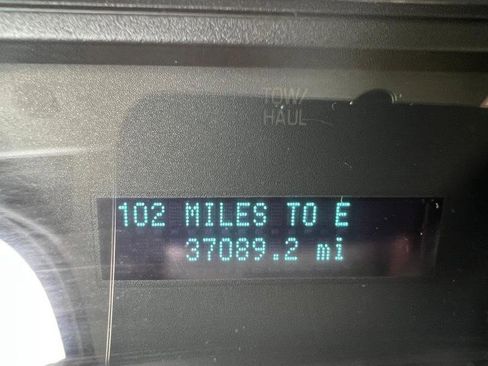 TOW/
HAUL
102 MILES TO E
37089.2 mi